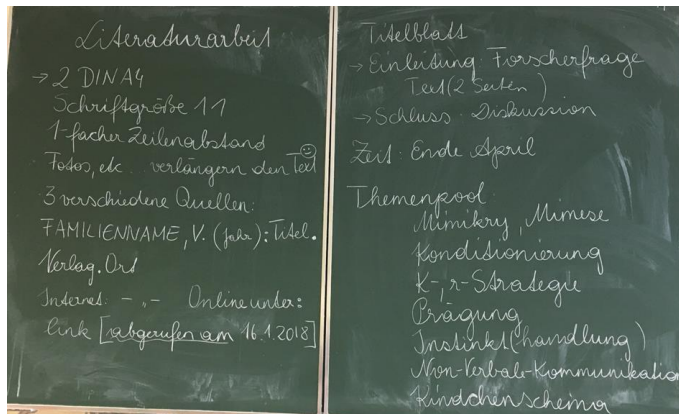 Literaturarbeit
→ 2 DINA4
Schriftgröße 11
1-facher Zeilenabstand
Fotos, etc... verlängern den Text
3 verschiedene Quellen:
FAMILIENNAME, V. (Jahr): Titel.
Verlag. Ort
Internet: - „ - Online unter:
link [abgerufen am 16.1.2018]
Titelblatt
→ Einleitung: Forscherfrage
Text (2 Seiten)
→ Schluss: Diskussion
Zeit: Ende April
Themenpool:
Mimikry, Mimese
Konditionierung
K-, r-Strategie
Prägung
Instinkt(handlung)
Non-Verbale-Kommunikation
Kindchenschema